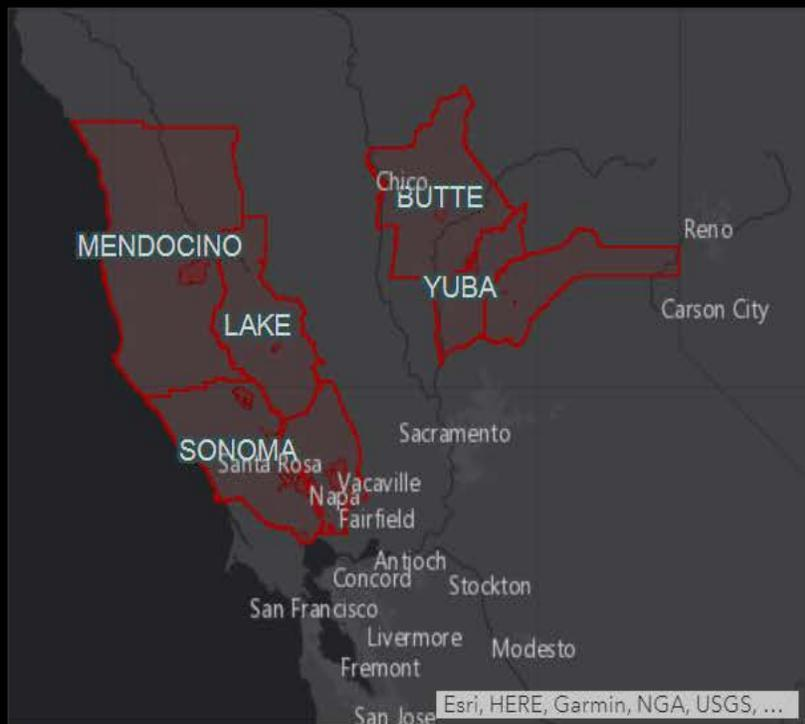 Chico
BUTTE
Reno
MENDOCINO
YUBA
Carson City
LAKE
Sacramento
SONOMA
Santa Rosa
Vacaville
Napa
Fairfield
Antioch
Concord
Stockton
San Francisco
Livermore
Modesto
Fremont
San Jose
Esri, HERE, Garmin, NGA, USGS, ...